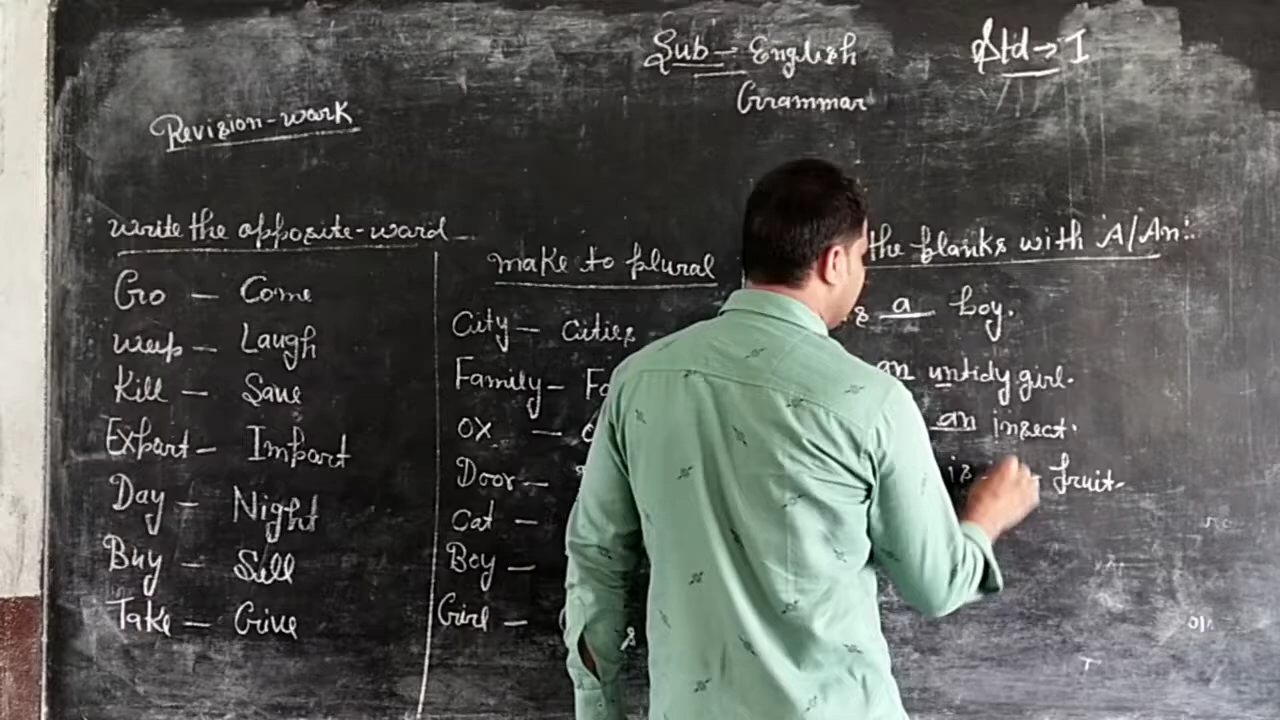 Sub → English
Grammar
Std → I
Revision-work
write the opposite-word
Go — Come
weep — Laugh
Kill — Save
Export — Import
Day — Night
Buy — Sell
Take — Give
make to plural
City — Cities
Family — Fa
OX —
Door —
Cat —
Boy —
Girl —
the blanks with A/An:-
a boy.
an untidy girl.
an insect.
is fruit.